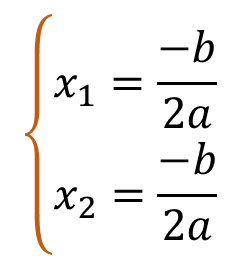 x₁ = −b/2a
x₂ = −b/2a